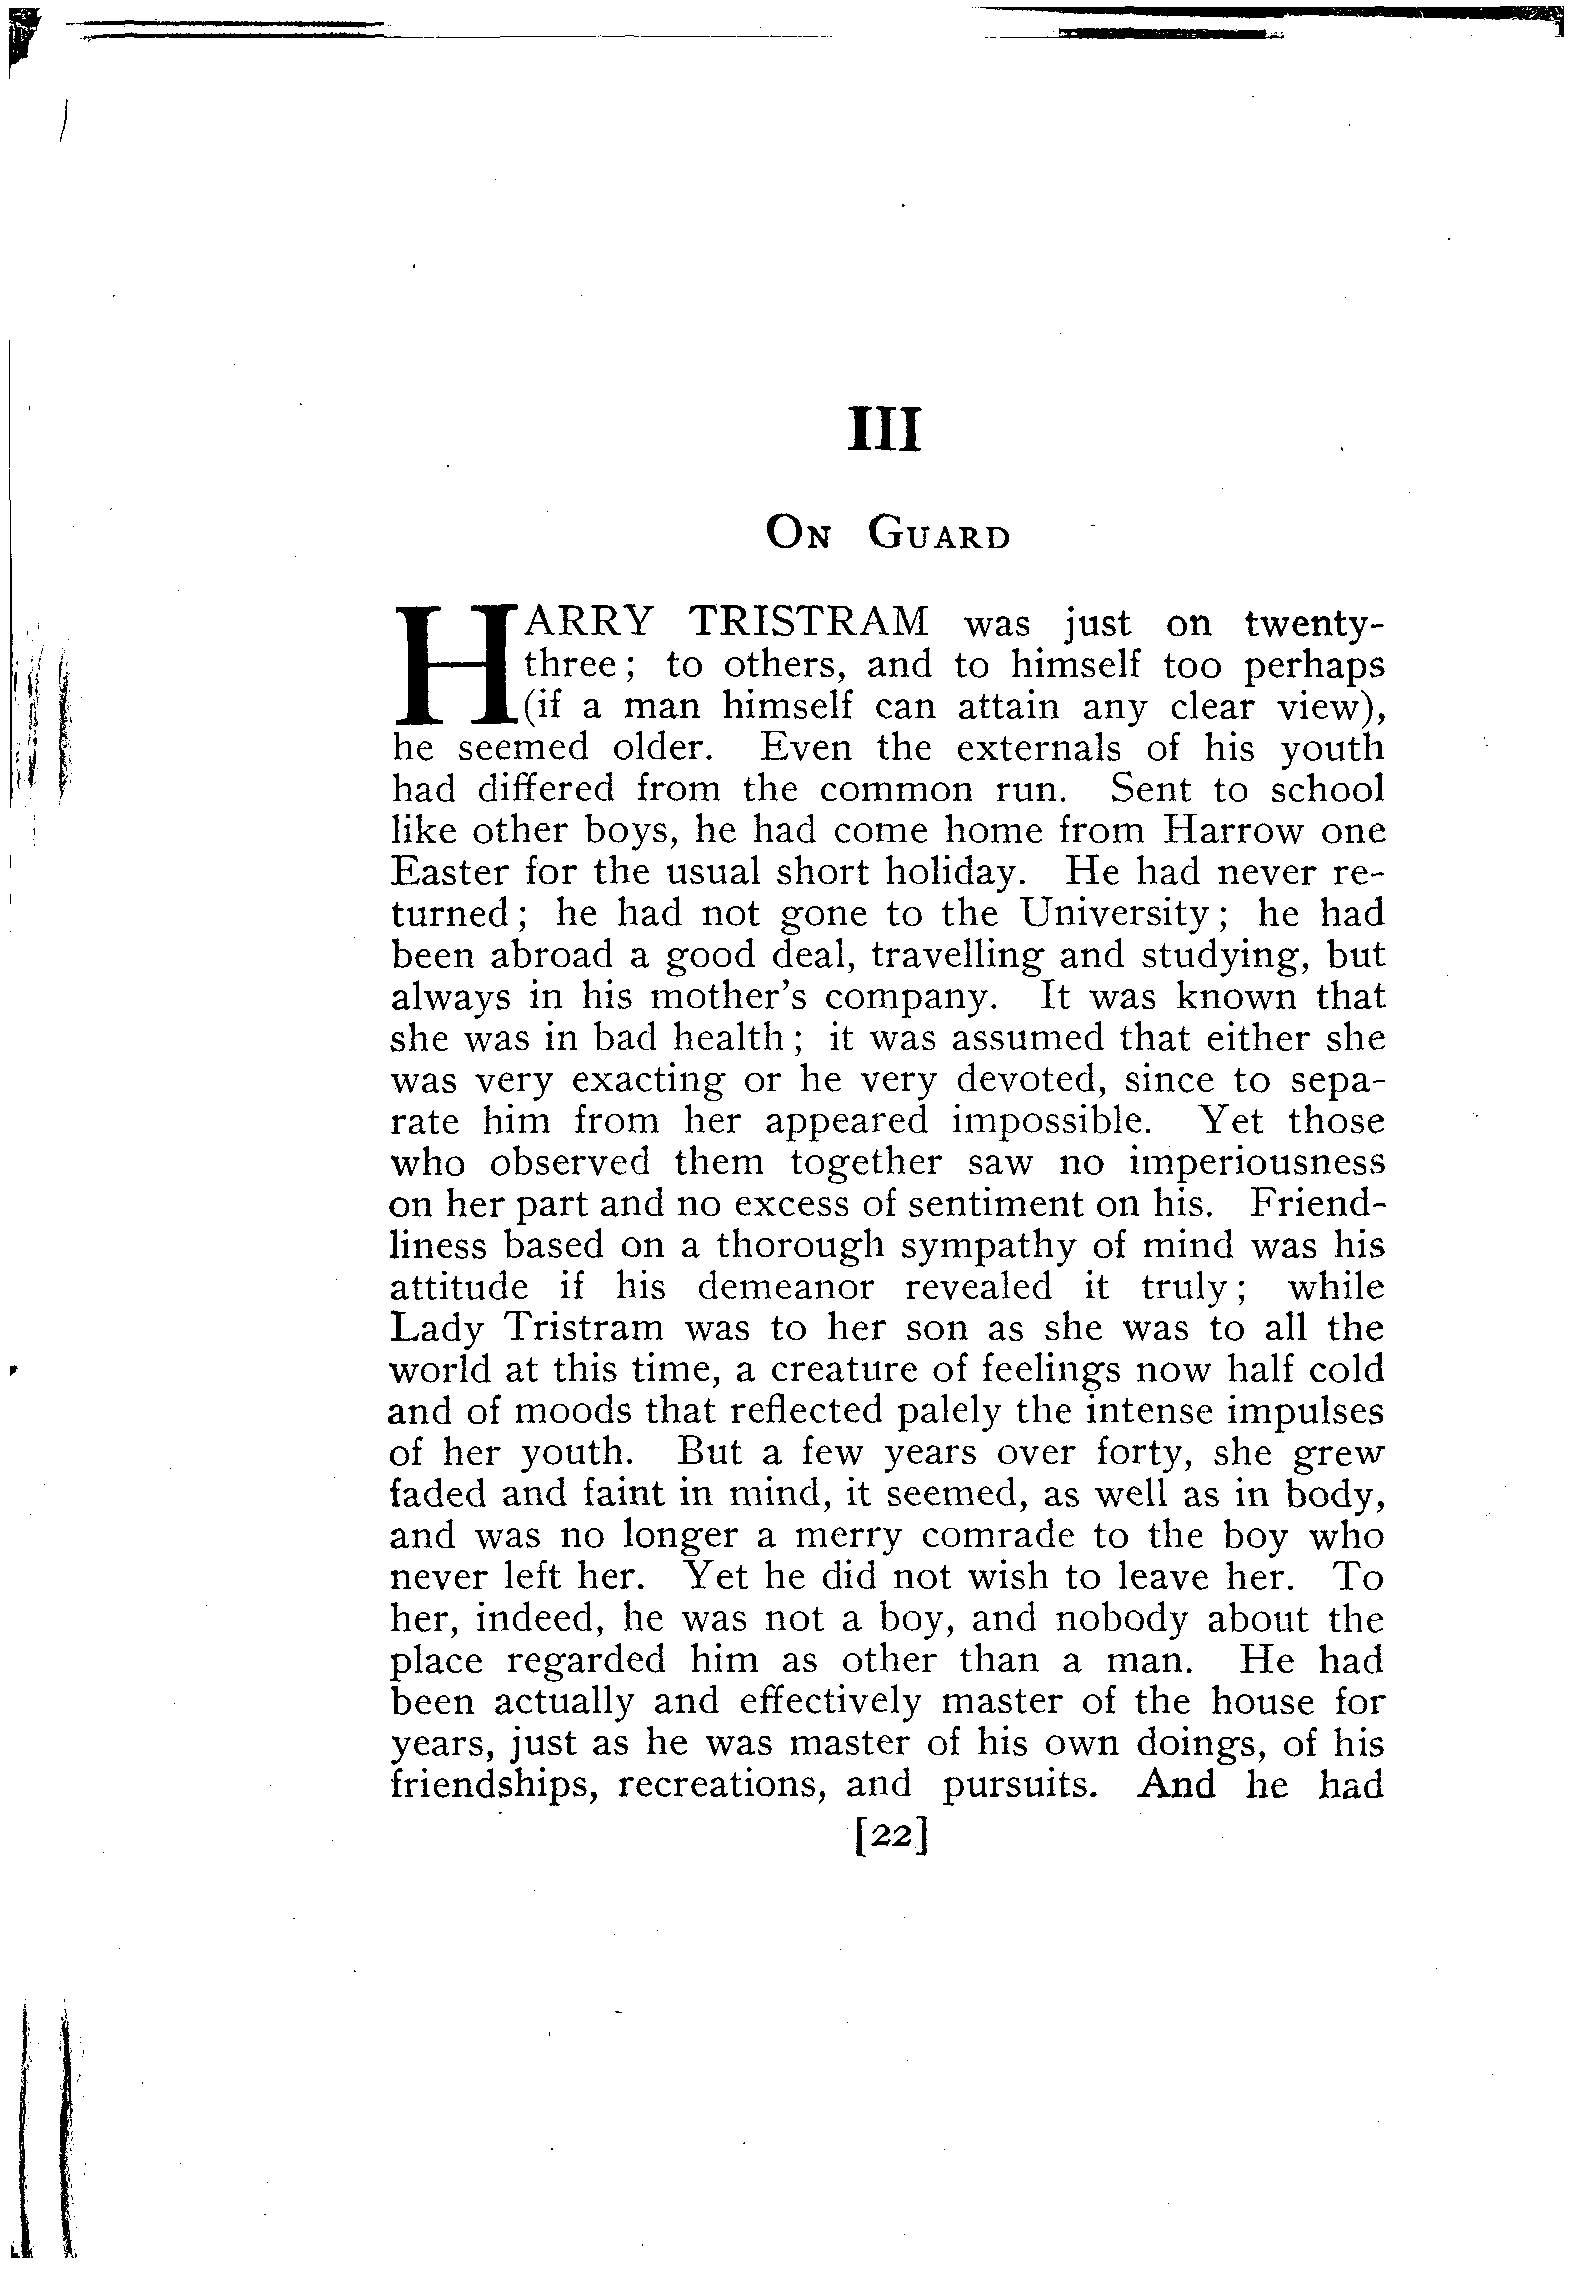 III
On Guard
HARRY TRISTRAM was just on twenty-
three; to others, and to himself too perhaps
(if a man himself can attain any clear view),
he seemed older. Even the externals of his youth
had differed from the common run. Sent to school
like other boys, he had come home from Harrow one
Easter for the usual short holiday. He had never re-
turned; he had not gone to the University; he had
been abroad a good deal, travelling and studying, but
always in his mother's company. It was known that
she was in bad health; it was assumed that either she
was very exacting or he very devoted, since to sepa-
rate him from her appeared impossible. Yet those
who observed them together saw no imperiousness
on her part and no excess of sentiment on his. Friend-
liness based on a thorough sympathy of mind was his
attitude if his demeanor revealed it truly; while
Lady Tristram was to her son as she was to all the
world at this time, a creature of feelings now half cold
and of moods that reflected palely the intense impulses
of her youth. But a few years over forty, she grew
faded and faint in mind, it seemed, as well as in body,
and was no longer a merry comrade to the boy who
never left her. Yet he did not wish to leave her. To
her, indeed, he was not a boy, and nobody about the
place regarded him as other than a man. He had
been actually and effectively master of the house for
years, just as he was master of his own doings, of his
friendships, recreations, and pursuits. And he had
[22]